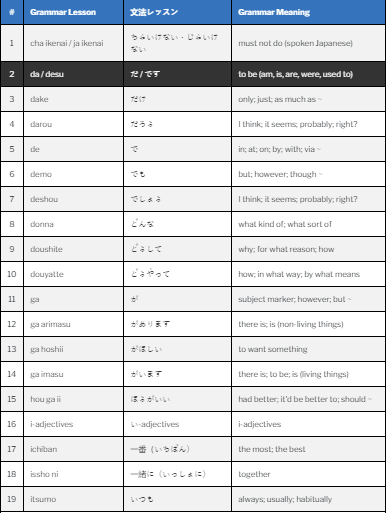 # Grammar Lesson 文法レッスン Grammar Meaning
1 cha ikenai / ja ikenai ちゃいけない・じゃいけない must not do (spoken Japanese)
2 da / desu だ / です to be (am, is, are, were, used to)
3 dake だけ only; just; as much as ~
4 darou だろう I think; it seems; probably; right?
5 de で in; at; on; by; with; via ~
6 demo でも but; however; though ~
7 deshou でしょう I think; it seems; probably; right?
8 donna どんな what kind of; what sort of
9 doushite どうして why; for what reason; how
10 douyatte どうやって how; in what way; by what means
11 ga が subject marker; however; but ~
12 ga arimasu があります there is; is (non-living things)
13 ga hoshii がほしい to want something
14 ga imasu がいます there is; to be; is (living things)
15 hou ga ii ほうがいい had better; it'd be better to; should ~
16 i-adjectives い-adjectives i-adjectives
17 ichiban 一番 (いちばん) the most; the best
18 issho ni 一緒に (いっしょに) together
19 itsumo いつも always; usually; habitually